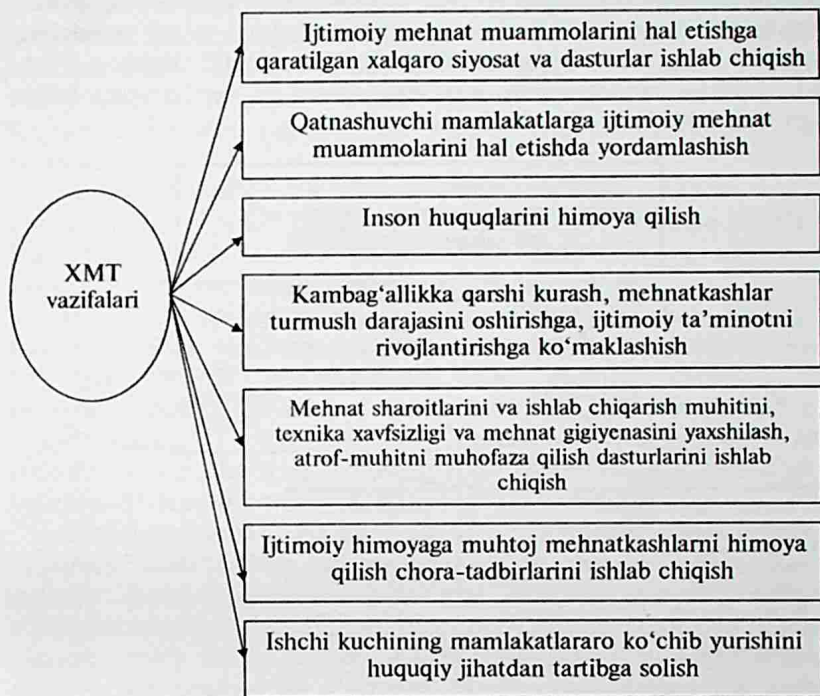 XMT
vazifalari
Ijtimoiy mehnat muammolarini hal etishga
qaratilgan xalqaro siyosat va dasturlar ishlab chiqish
Qatnashuvchi mamlakatlarga ijtimoiy mehnat
muammolarini hal etishda yordamlashish
Inson huquqlarini himoya qilish
Kambag‘allikka qarshi kurash, mehnatkashlar
turmush darajasini oshirishga, ijtimoiy ta’minotni
rivojlantirishga ko‘maklashish
Mehnat sharoitlarini va ishlab chiqarish muhitini,
texnika xavfsizligi va mehnat gigiyenasini yaxshilash,
atrof-muhitni muhofaza qilish dasturlarini ishlab
chiqish
Ijtimoiy himoyaga muhtoj mehnatkashlarni himoya
qilish chora-tadbirlarini ishlab chiqish
Ishchi kuchining mamlakatlararo ko‘chib yurishini
huquqiy jihatdan tartibga solish